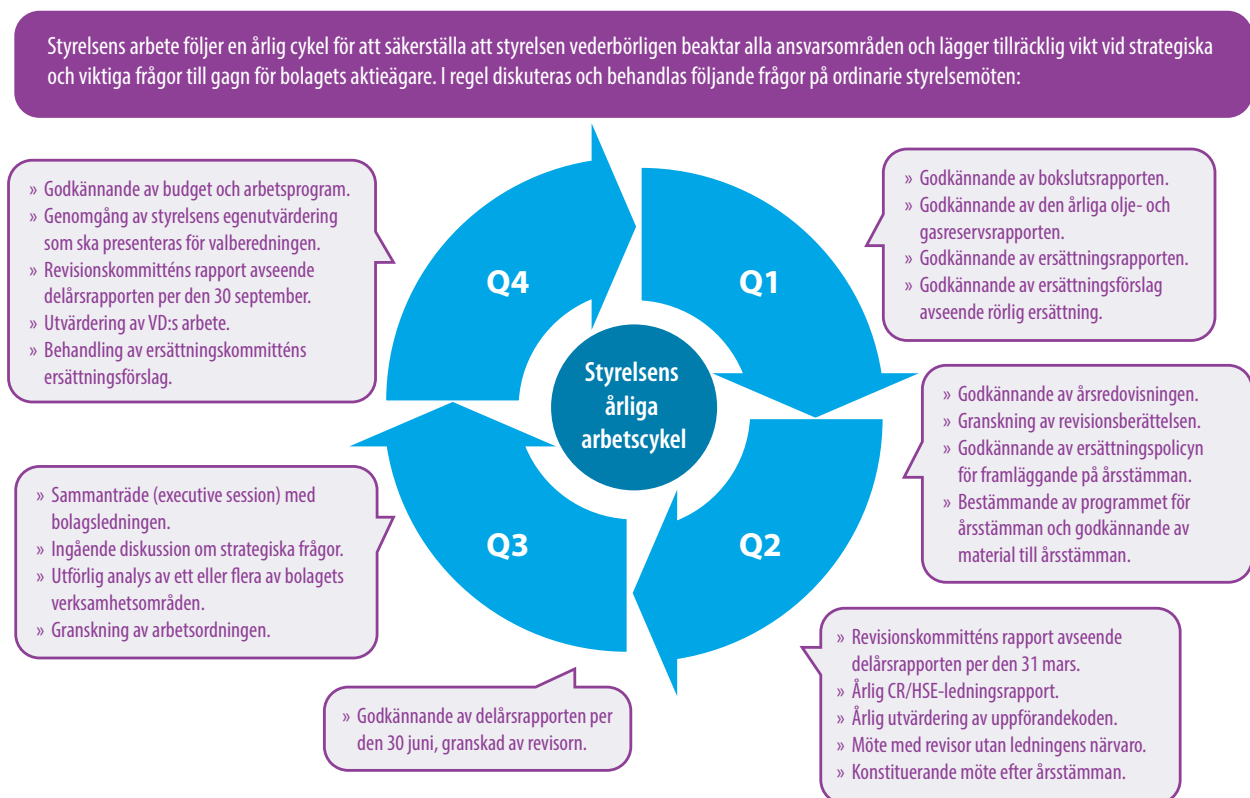 Styrelsens arbete följer en årlig cykel för att säkerställa att styrelsen vederbörligen beaktar alla ansvarsområden och lägger tillräcklig vikt vid strategiska
och viktiga frågor till gagn för bolagets aktieägare. I regel diskuteras och behandlas följande frågor på ordinarie styrelsemöten:
Q1
» Godkännande av bokslutsrapporten.
» Godkännande av den årliga olje- och
gasreservsrapporten.
» Godkännande av ersättningsrapporten.
» Godkännande av ersättningsförslag
avseende rörlig ersättning.
» Godkännande av årsredovisningen.
» Granskning av revisionsberättelsen.
» Godkännande av ersättningspolicyn
för framläggande på årsstämman.
» Bestämmande av programmet för
årsstämman och godkännande av
material till årsstämman.
Q2
» Revisionskommitténs rapport avseende
delårsrapporten per den 31 mars.
» Årlig CR/HSE-ledningsrapport.
» Årlig utvärdering av uppförandekoden.
» Möte med revisor utan ledningens närvaro.
» Konstituerande möte efter årsstämman.
» Godkännande av delårsrapporten per
den 30 juni, granskad av revisorn.
Q3
» Sammanträde (executive session) med
bolagsledningen.
» Ingående diskussion om strategiska frågor.
» Utförlig analys av ett eller flera av bolagets
verksamhetsområden.
» Granskning av arbetsordningen.
Q4
» Godkännande av budget och arbetsprogram.
» Genomgång av styrelsens egenutvärdering
som ska presenteras för valberedningen.
» Revisionskommitténs rapport avseende
delårsrapporten per den 30 september.
» Utvärdering av VD:s arbete.
» Behandling av ersättningskommitténs
ersättningsförslag.
Styrelsens
årliga
arbetscykel